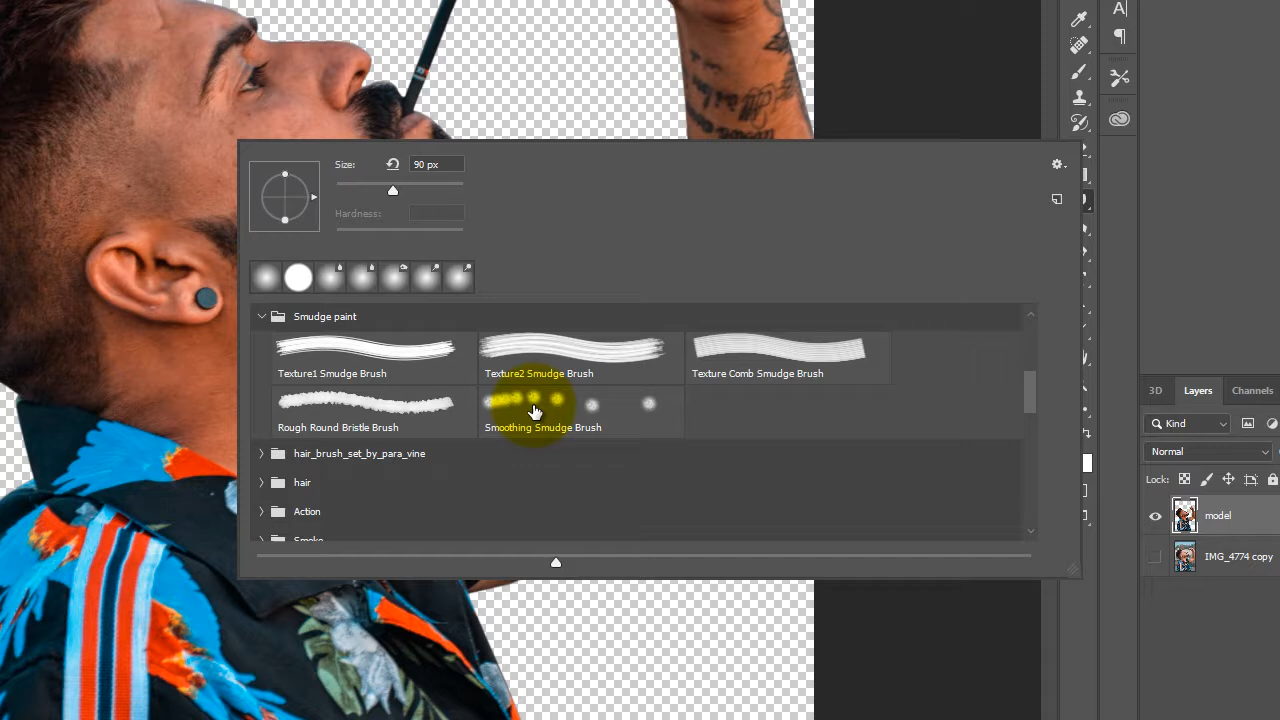 Size:
90 px
Hardness:
Smudge paint
Texture1 Smudge Brush
Texture2 Smudge Brush
Texture Comb Smudge Brush
Rough Round Bristle Brush
Smoothing Smudge Brush
hair_brush_set_by_para_vine
hair
Action
Smoke
3D
Layers
Channels
Kind
Normal
Lock:
model
IMG_4774 copy